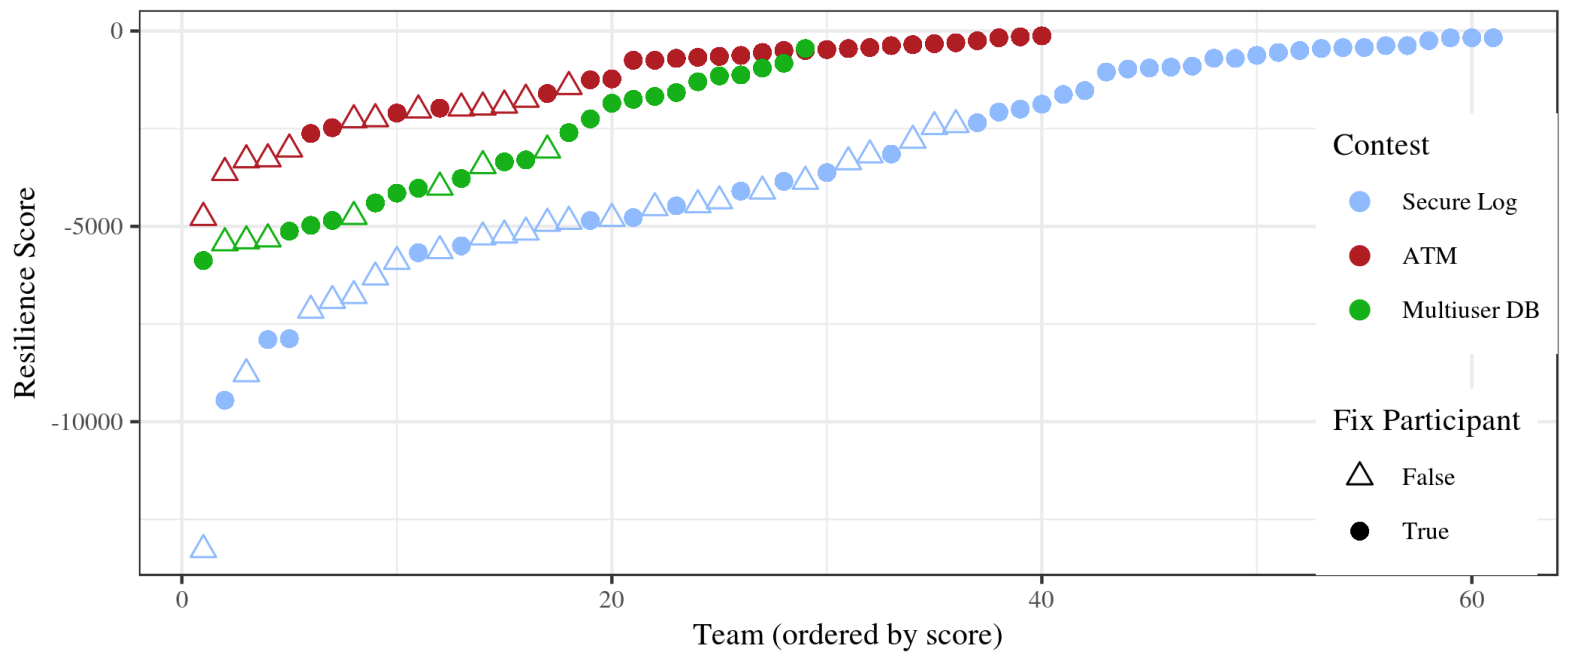 Resilience Score
0
-5000
-10000
0
20
40
60
Team (ordered by score)
Contest
Secure Log
ATM
Multiuser DB
Fix Participant
False
True